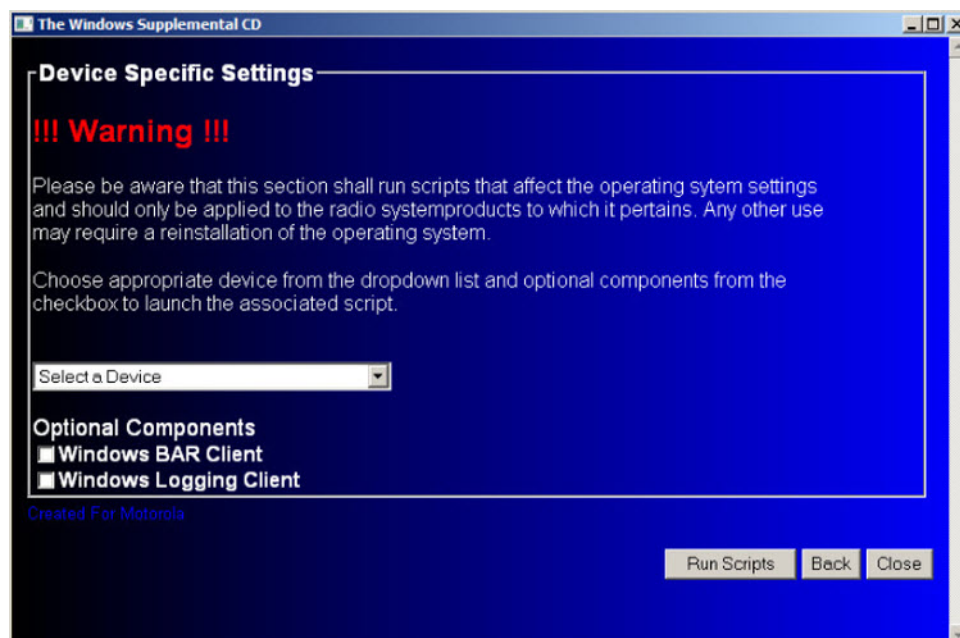 The Windows Supplemental CD
Device Specific Settings
!!! Warning !!!
Please be aware that this section shall run scripts that affect the operating sytem settings
and should only be applied to the radio systemproducts to which it pertains. Any other use
may require a reinstallation of the operating system.
Choose appropriate device from the dropdown list and optional components from the
checkbox to launch the associated script.
Select a Device
Optional Components
Windows BAR Client
Windows Logging Client
Created For Motorola
Run Scripts Back Close